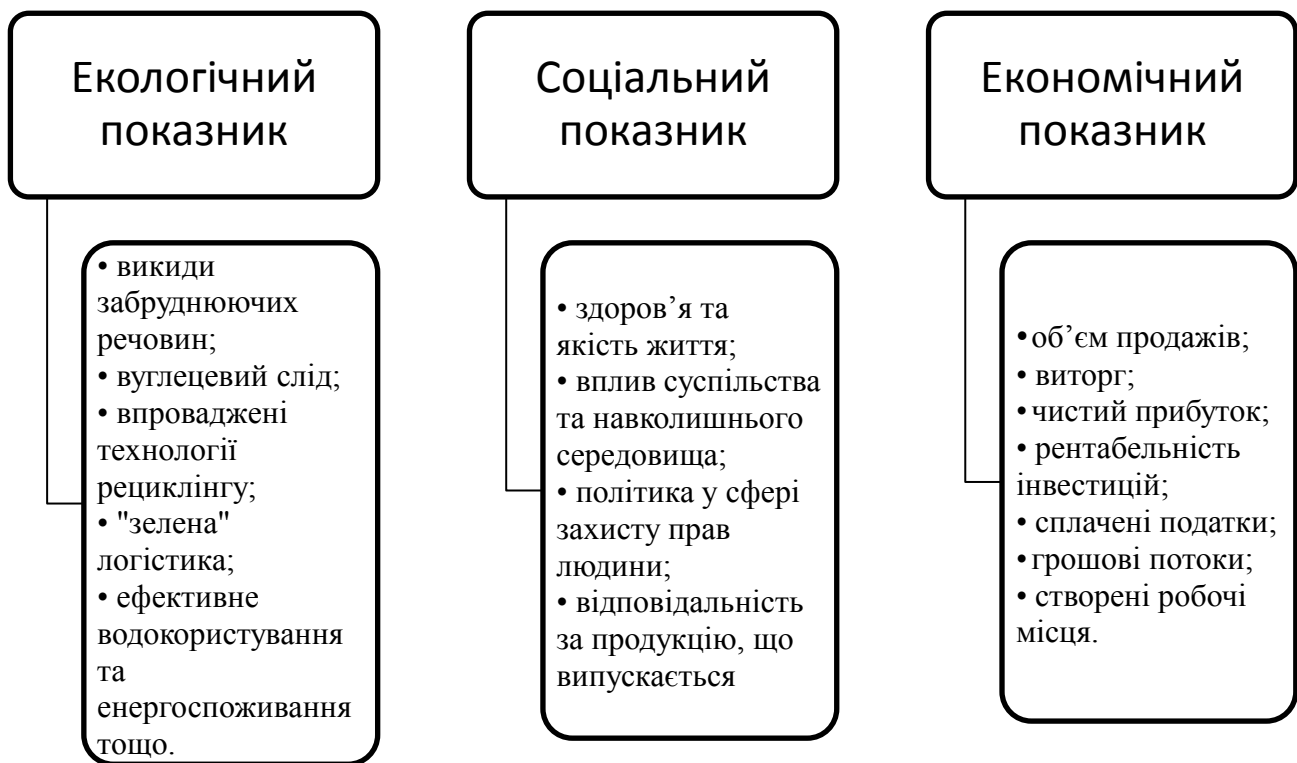 Екологічний
показник
• викиди
забруднюючих
речовин;
• вуглецевий слід;
• впроваджені
технології
рециклінгу;
• "зелена"
логістика;
• ефективне
водокористування
та
енергоспоживання
тощо.
Соціальний
показник
• здоров’я та
якість життя;
• вплив суспільства
та навколишнього
середовища;
• політика у сфері
захисту прав
людини;
• відповідальність
за продукцію, що
випускається
Економічний
показник
• об’єм продажів;
• виторг;
• чистий прибуток;
• рентабельність
інвестицій;
• сплачені податки;
• грошові потоки;
• створені робочі
місця.